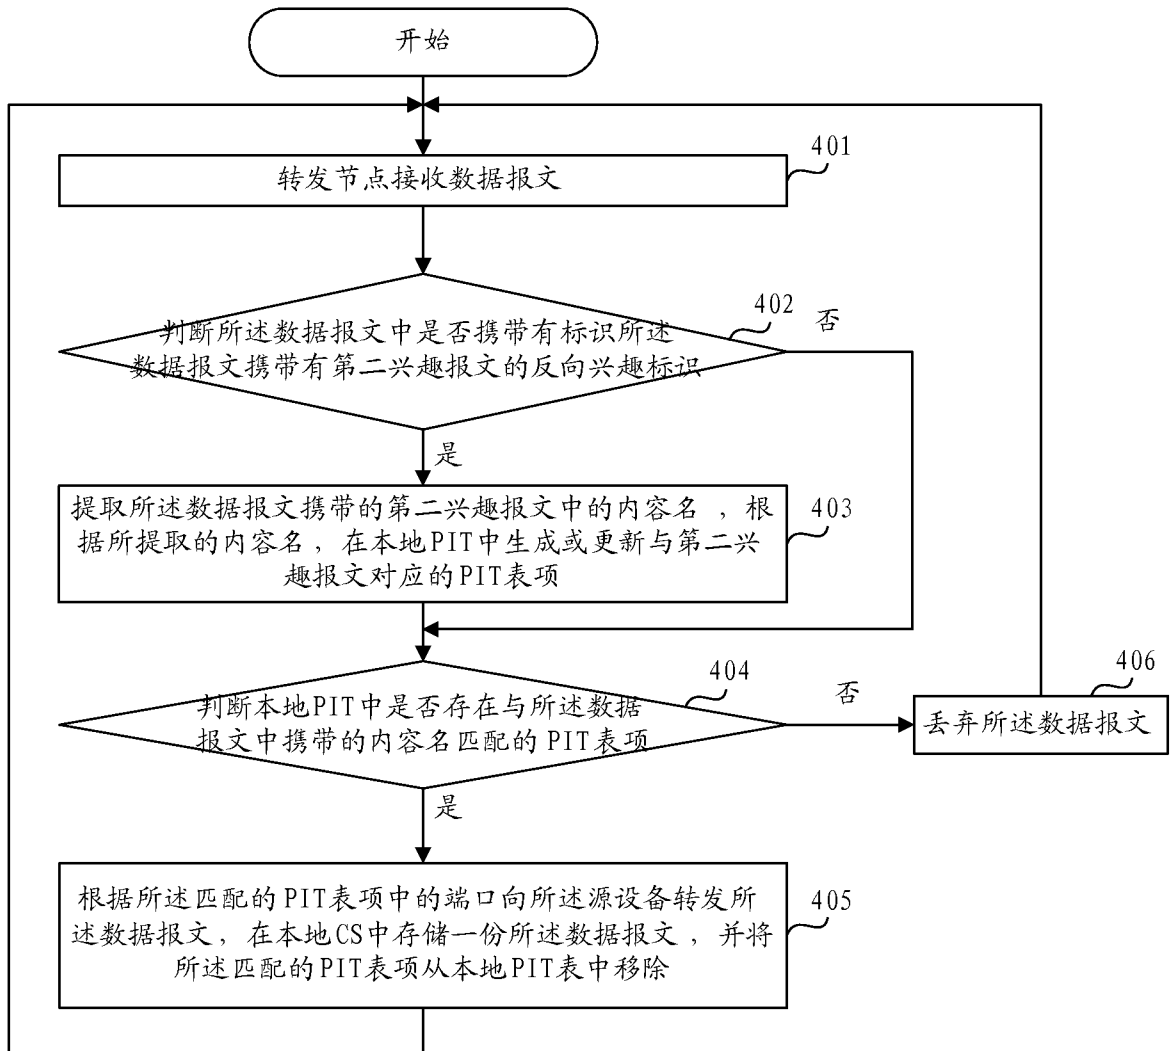 开始
401
转发节点接收数据报文
402
否
判断所述数据报文中是否携带有标识所述
数据报文携带有第二兴趣报文的反向兴趣标识
是
提取所述数据报文携带的第二兴趣报文中的内容名，根
据所提取的内容名，在本地PIT中生成或更新与第二兴
趣报文对应的PIT表项
403
404
否
406
判断本地PIT中是否存在与所述数据
报文中携带的内容名匹配的PIT表项
丢弃所述数据报文
是
根据所述匹配的PIT表项中的端口向所述源设备转发所
述数据报文，在本地CS中存储一份所述数据报文，并将
所述匹配的PIT表项从本地PIT表中移除
405